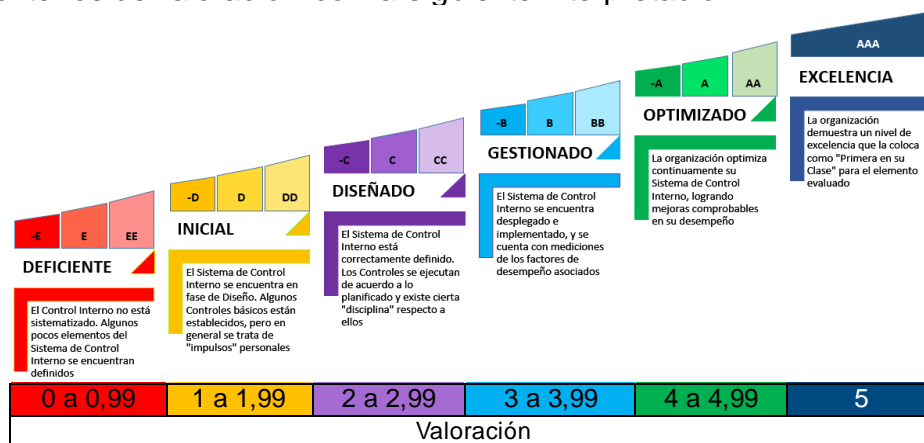 -E E EE
DEFICIENTE
El Control Interno no está
sistematizado. Algunos
pocos elementos del
Sistema de Control
Interno se encuentran
definidos
-D D DD
INICIAL
El Sistema de Control
Interno se encuentra en
fase de Diseño. Algunos
Controles básicos están
establecidos, pero en
general se trata de
"impulsos" personales
-C C CC
DISEÑADO
El Sistema de Control
Interno está
correctamente definido.
Los Controles se ejecutan
de acuerdo a lo
planificado y existe cierta
"disciplina" respecto a
ellos
-B B BB
GESTIONADO
El Sistema de Control
Interno se encuentra
desplegado e
implementado, y se
cuenta con mediciones
de los factores de
desempeño asociados
-A A AA
OPTIMIZADO
La organización optimiza
continuamente su
Sistema de Control
Interno, logrando
mejoras comprobables
en su desempeño
AAA
EXCELENCIA
La organización
demuestra un nivel de
excelencia que la coloca
como "Primera en su
Clase" para el elemento
evaluado
0 a 0,99 1 a 1,99 2 a 2,99 3 a 3,99 4 a 4,99 5
Valoración